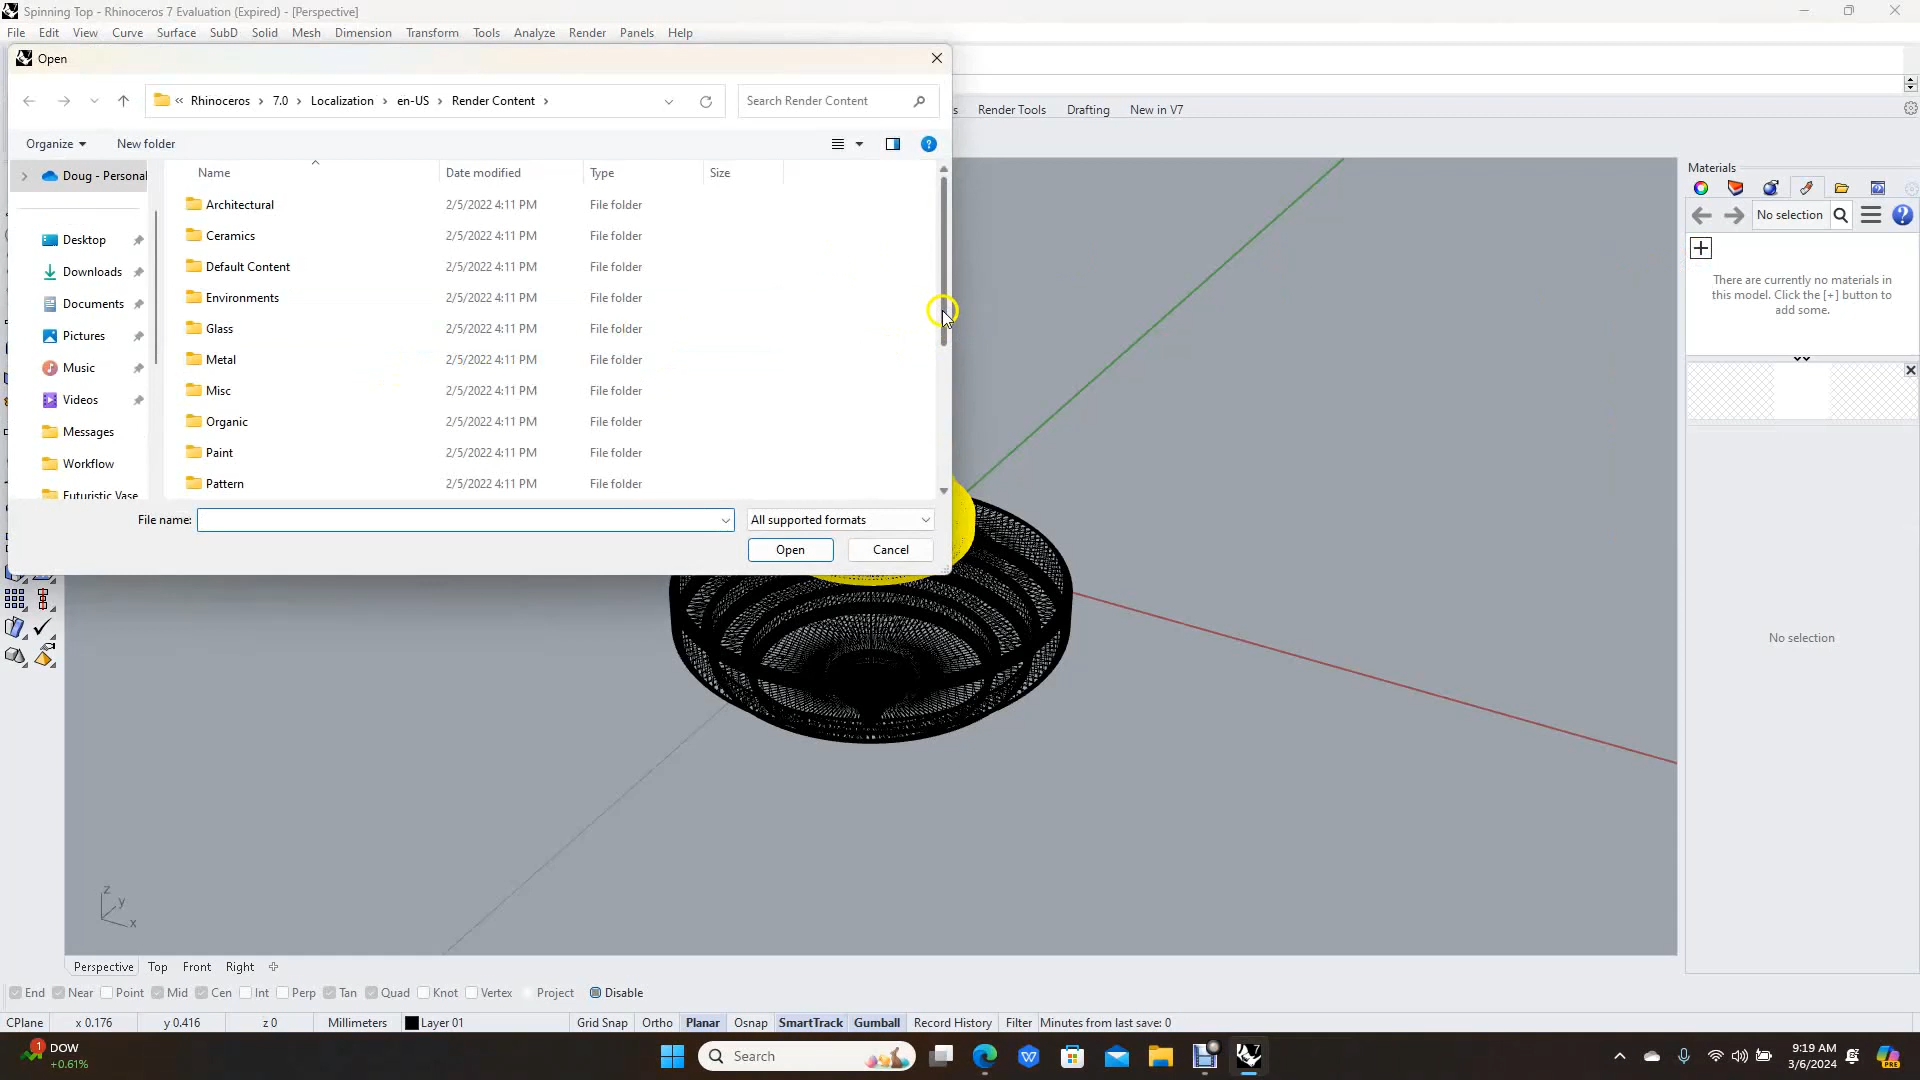 Spinning Top - Rhinoceros 7 Evaluation (Expired) - [Perspective]
File Edit View Curve Surface SubD Solid Mesh Dimension Transform Tools Analyze Render Panels Help
Open
« Rhinoceros > 7.0 > Localization > en-US > Render Content >
Search Render Content
Render Tools Drafting New in V7
Organize New folder
Doug - Personal
Desktop
Downloads
Documents
Pictures
Music
Videos
Messages
Workflow
Futuristic Vase
Name Date modified Type Size
Architectural 2/5/2022 4:11 PM File folder
Ceramics 2/5/2022 4:11 PM File folder
Default Content 2/5/2022 4:11 PM File folder
Environments 2/5/2022 4:11 PM File folder
Glass 2/5/2022 4:11 PM File folder
Metal 2/5/2022 4:11 PM File folder
Misc 2/5/2022 4:11 PM File folder
Organic 2/5/2022 4:11 PM File folder
Paint 2/5/2022 4:11 PM File folder
Pattern 2/5/2022 4:11 PM File folder
File name: All supported formats
Open Cancel
Materials
No selection
There are currently no materials in
this model. Click the [+] button to
add some.
No selection
z
y
x
Perspective Top Front Right
End Near Point Mid Cen Int Perp Tan Quad Knot Vertex Project Disable
CPlane x 0.176 y 0.416 z 0 Millimeters Layer 01 Grid Snap Ortho Planar Osnap SmartTrack Gumball Record History Filter Minutes from last save: 0
1
DOW
+0.61%
Search
9:19 AM
3/6/2024
PRE